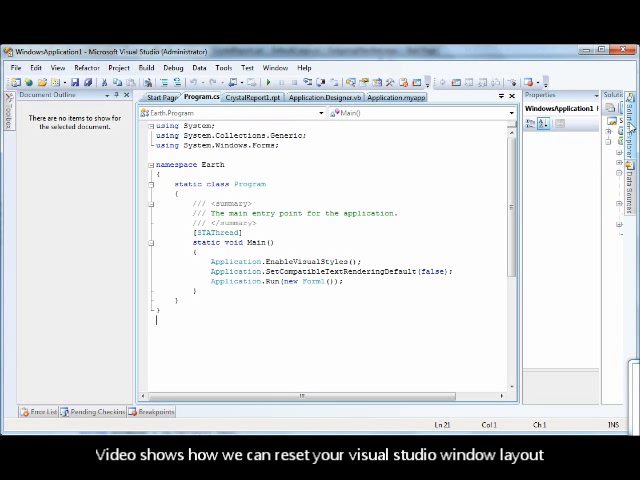 WindowsApplication1 - Microsoft Visual Studio (Administrator)
File Edit View Refactor Project Build Debug Data Tools Test Window Help
Document Outline
There are no items to show for
the selected document.
Toolbox
Start Page Program.cs CrystalReport1.rpt Application.Designer.vb Application.myapp
Earth.Program Main()
using System;
using System.Collections.Generic;
using System.Windows.Forms;
namespace Earth
{
static class Program
{
/// <summary>
/// The main entry point for the application.
/// </summary>
[STAThread]
static void Main()
{
Application.EnableVisualStyles();
Application.SetCompatibleTextRenderingDefault(false);
Application.Run(new Form1());
}
}
}
Properties
WindowsApplication1
Solution Explorer
Data Sources
Error List Pending Checkins Breakpoints
Ln 21 Col 1 Ch 1 INS
Video shows how we can reset your visual studio window layout